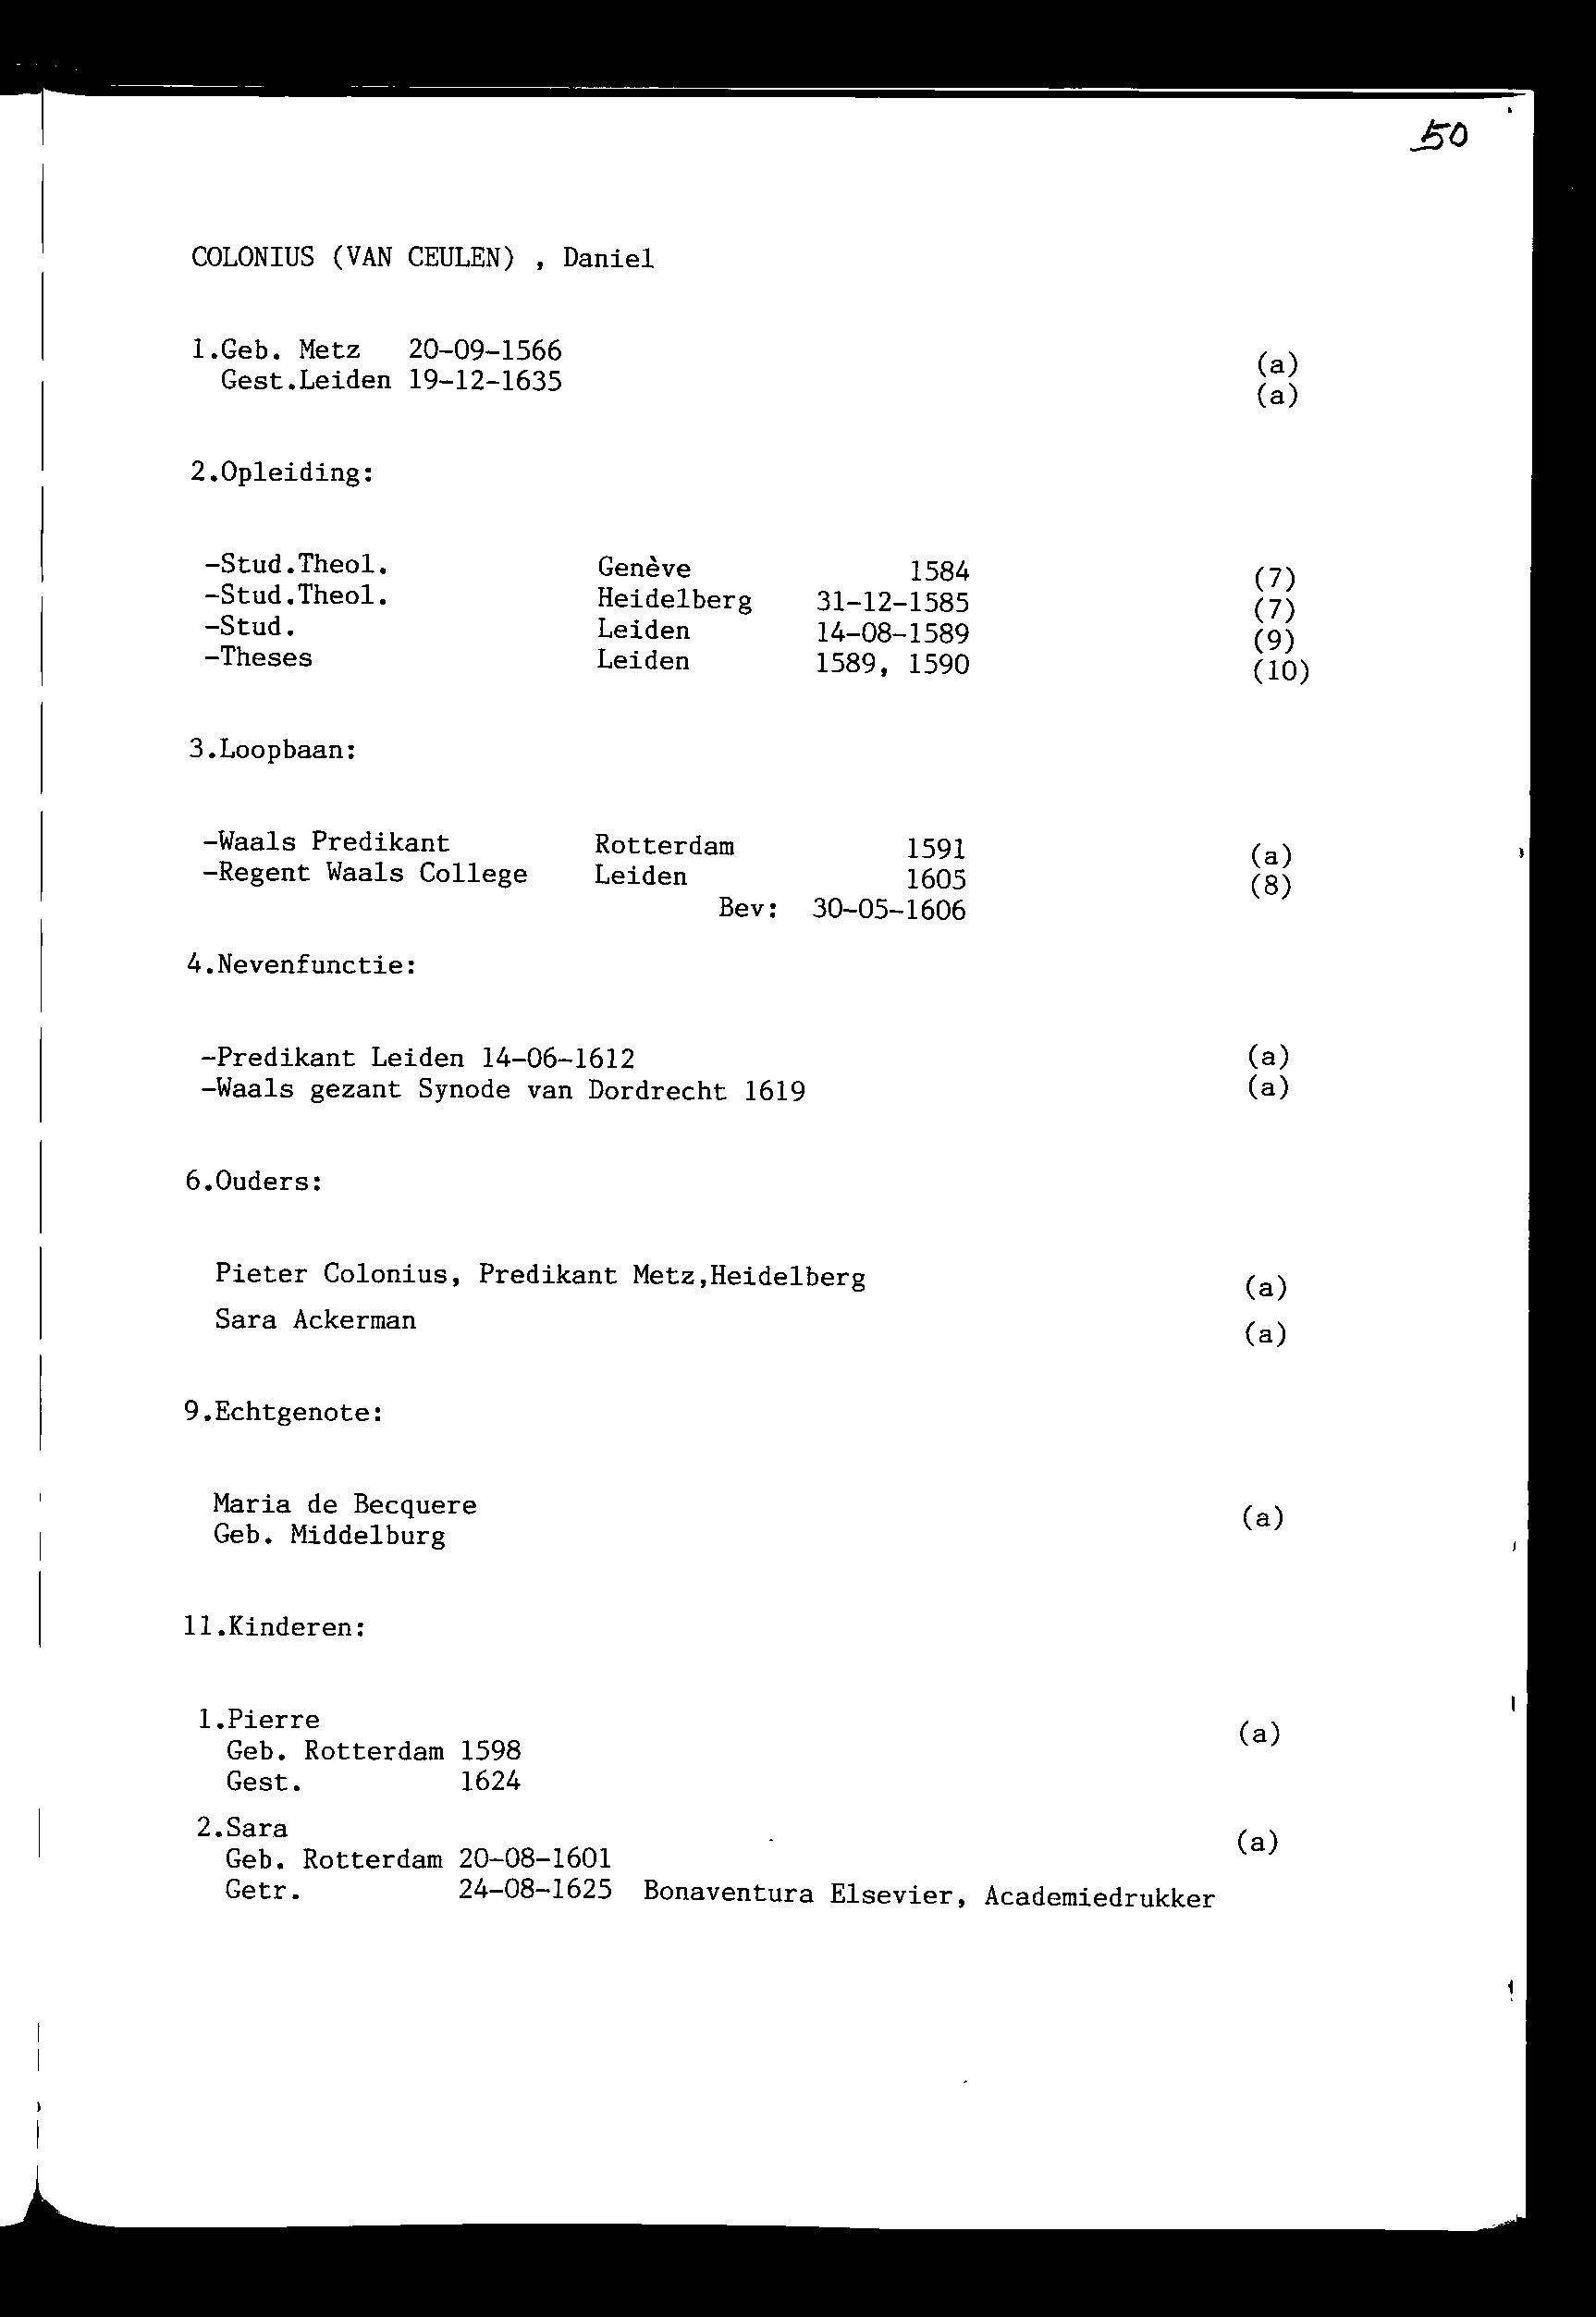 50
COLONIUS (VAN CEULEN) , Daniel
1.Geb. Metz 20-09-1566 (a)
Gest.Leiden 19-12-1635 (a)
2.Opleiding:
-Stud.Theol. Genève 1584 (7)
-Stud.Theol. Heidelberg 31-12-1585 (7)
-Stud. Leiden 14-08-1589 (9)
-Theses Leiden 1589, 1590 (10)
3.Loopbaan:
-Waals Predikant Rotterdam 1591 (a)
-Regent Waals College Leiden 1605 (8)
Bev: 30-05-1606
4.Nevenfunctie:
-Predikant Leiden 14-06-1612 (a)
-Waals gezant Synode van Dordrecht 1619 (a)
6.Ouders:
Pieter Colonius, Predikant Metz,Heidelberg (a)
Sara Ackerman (a)
9.Echtgenote:
Maria de Becquere (a)
Geb. Middelburg
11.Kinderen:
1.Pierre (a)
Geb. Rotterdam 1598
Gest. 1624
2.Sara (a)
Geb. Rotterdam 20-08-1601
Getr. 24-08-1625 Bonaventura Elsevier, Academiedrukker